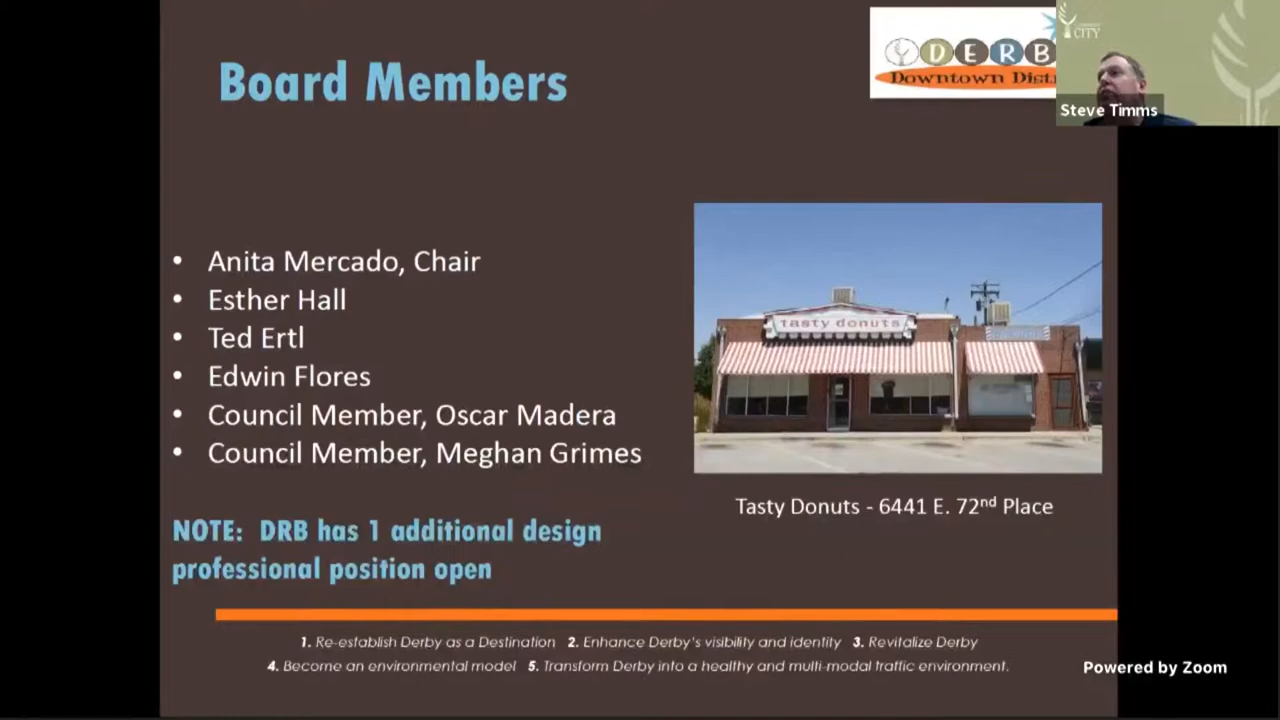 Board Members
DERB
Downtown Distr
CITY
Steve Timms
• Anita Mercado, Chair
• Esther Hall
• Ted Ertl
• Edwin Flores
• Council Member, Oscar Madera
• Council Member, Meghan Grimes
tasty donuts
Tasty Donuts - 6441 E. 72nd Place
NOTE: DRB has 1 additional design
professional position open
1. Re-establish Derby as a Destination 2. Enhance Derby's visibility and identity 3. Revitalize Derby
4. Become an environmental model 5. Transform Derby into a healthy and multi-modal traffic environment.
Powered by Zoom